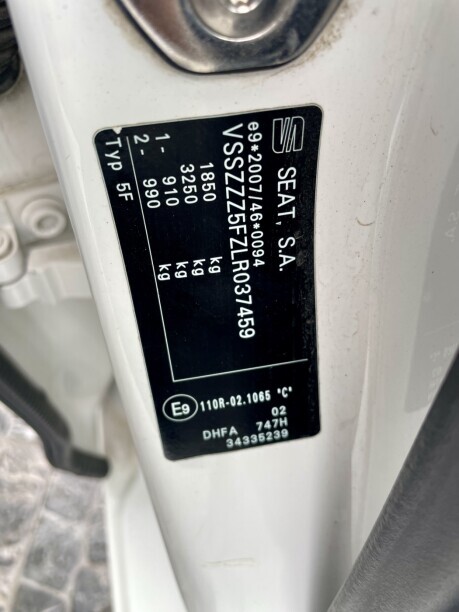 SEAT, S.A.
e9*2007/46*0094
VSSZZZ5FZLR037459
1850 kg
3250 kg
1- 910 kg
2- 990 kg
Typ 5F
E9 110R-02.1065 "C"
02
DHFA 747H
34335239